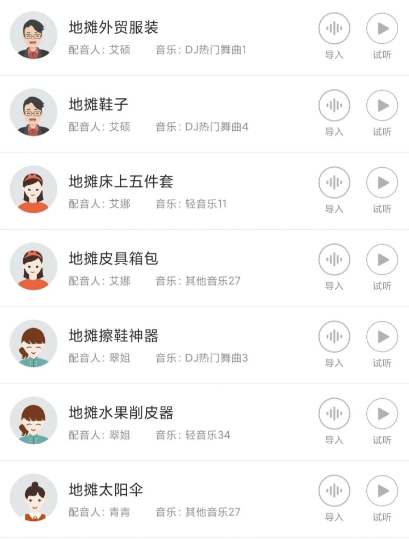 地摊外贸服装
配音人: 艾硕 音乐: DJ热门舞曲1
导入 试听
地摊鞋子
配音人: 艾硕 音乐: DJ热门舞曲4
导入 试听
地摊床上五件套
配音人: 艾娜 音乐: 轻音乐11
导入 试听
地摊皮具箱包
配音人: 艾娜 音乐: 其他音乐27
导入 试听
地摊擦鞋神器
配音人: 翠姐 音乐: DJ热门舞曲3
导入 试听
地摊水果削皮器
配音人: 翠姐 音乐: 轻音乐34
导入 试听
地摊太阳伞
配音人: 青青 音乐: 其他音乐27
导入 试听